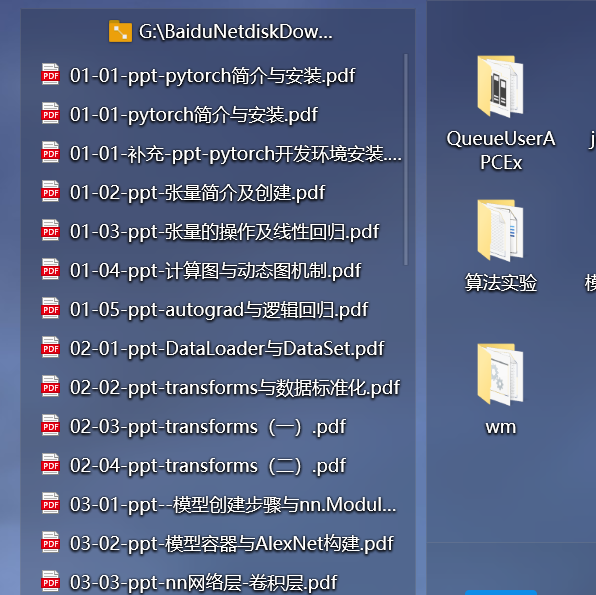 G:\BaiduNetdiskDow...
PDF 01-01-ppt-pytorch简介与安装.pdf
PDF 01-01-pytorch简介与安装.pdf
PDF 01-01-补充-ppt-pytorch开发环境安装....
PDF 01-02-ppt-张量简介及创建.pdf
PDF 01-03-ppt-张量的操作及线性回归.pdf
PDF 01-04-ppt-计算图与动态图机制.pdf
PDF 01-05-ppt-autograd与逻辑回归.pdf
PDF 02-01-ppt-DataLoader与DataSet.pdf
PDF 02-02-ppt-transforms与数据标准化.pdf
PDF 02-03-ppt-transforms（一）.pdf
PDF 02-04-ppt-transforms（二）.pdf
PDF 03-01-ppt--模型创建步骤与nn.Modul...
PDF 03-02-ppt-模型容器与AlexNet构建.pdf
PDF 03-03-ppt-nn网络层-卷积层.pdf
QueueUserA
PCEx
算法实验
wm
j
模